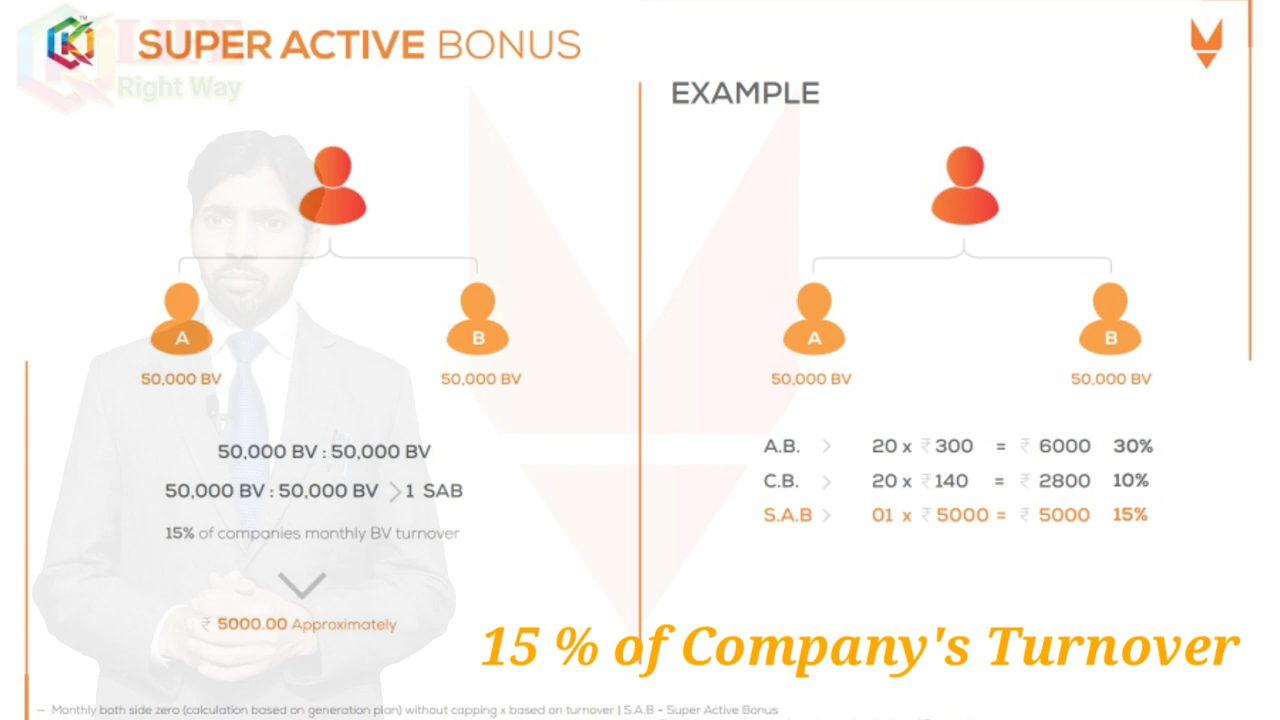 LIFE
Right Way
SUPER ACTIVE BONUS
A
B
50,000 BV
50,000 BV
50,000 BV : 50,000 BV
50,000 BV : 50,000 BV > 1 SAB
15% of companies monthly BV turnover
₹ 5000.00 Approximately
EXAMPLE
A
B
50,000 BV
50,000 BV
A.B. > 20 x ₹ 300 = ₹ 6000 30%
C.B. > 20 x ₹ 140 = ₹ 2800 10%
S.A.B > 01 x ₹ 5000 = ₹ 5000 15%
15 % of Company's Turnover
– Monthly both side zero (calculation based on generation plan) without capping x based on turnover | S.A.B - Super Active Bonus